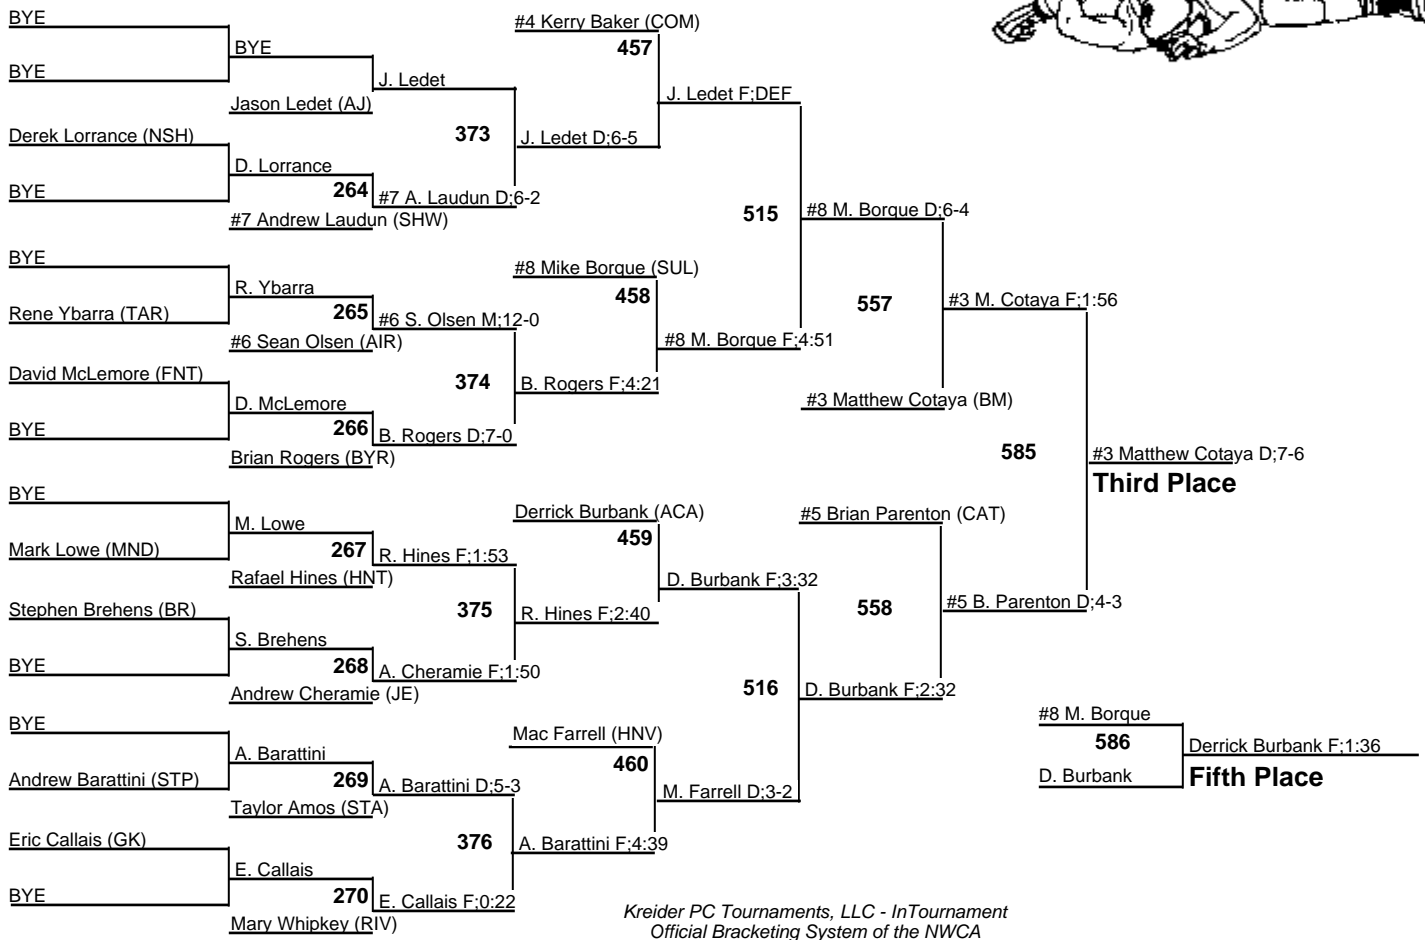 BYE
#4 Kerry Baker (COM)
457
BYE
BYE
J. Ledet
J. Ledet F;DEF
Jason Ledet (AJ)
373
J. Ledet D;6-5
Derek Lorrance (NSH)
D. Lorrance
264
BYE
#7 A. Laudun D;6-2
#7 Andrew Laudun (SHW)
515
#8 M. Borque D;6-4
BYE
#8 Mike Borque (SUL)
R. Ybarra
458
557
#3 M. Cotaya F;1:56
Rene Ybarra (TAR)
265
#6 S. Olsen M;12-0
#6 Sean Olsen (AIR)
#8 M. Borque F;4:51
David McLemore (FNT)
374
B. Rogers F;4:21
D. McLemore
#3 Matthew Cotaya (BM)
BYE
266
B. Rogers D;7-0
Brian Rogers (BYR)
585
#3 Matthew Cotaya D;7-6
Third Place
BYE
Derrick Burbank (ACA)
#5 Brian Parenton (CAT)
M. Lowe
459
Mark Lowe (MND)
267
R. Hines F;1:53
Rafael Hines (HNT)
D. Burbank F;3:32
Stephen Brehens (BR)
375
R. Hines F;2:40
558
#5 B. Parenton D;4-3
S. Brehens
BYE
268
A. Cheramie F;1:50
Andrew Cheramie (JE)
516
D. Burbank F;2:32
BYE
Mac Farrell (HNV)
#8 M. Borque
A. Barattini
460
586
Derrick Burbank F;1:36
Andrew Barattini (STP)
269
A. Barattini D;5-3
M. Farrell D;3-2
D. Burbank
Fifth Place
Taylor Amos (STA)
Eric Callais (GK)
376
A. Barattini F;4:39
E. Callais
BYE
270
E. Callais F;0:22
Mary Whipkey (RIV)
Kreider PC Tournaments, LLC - InTournament
Official Bracketing System of the NWCA